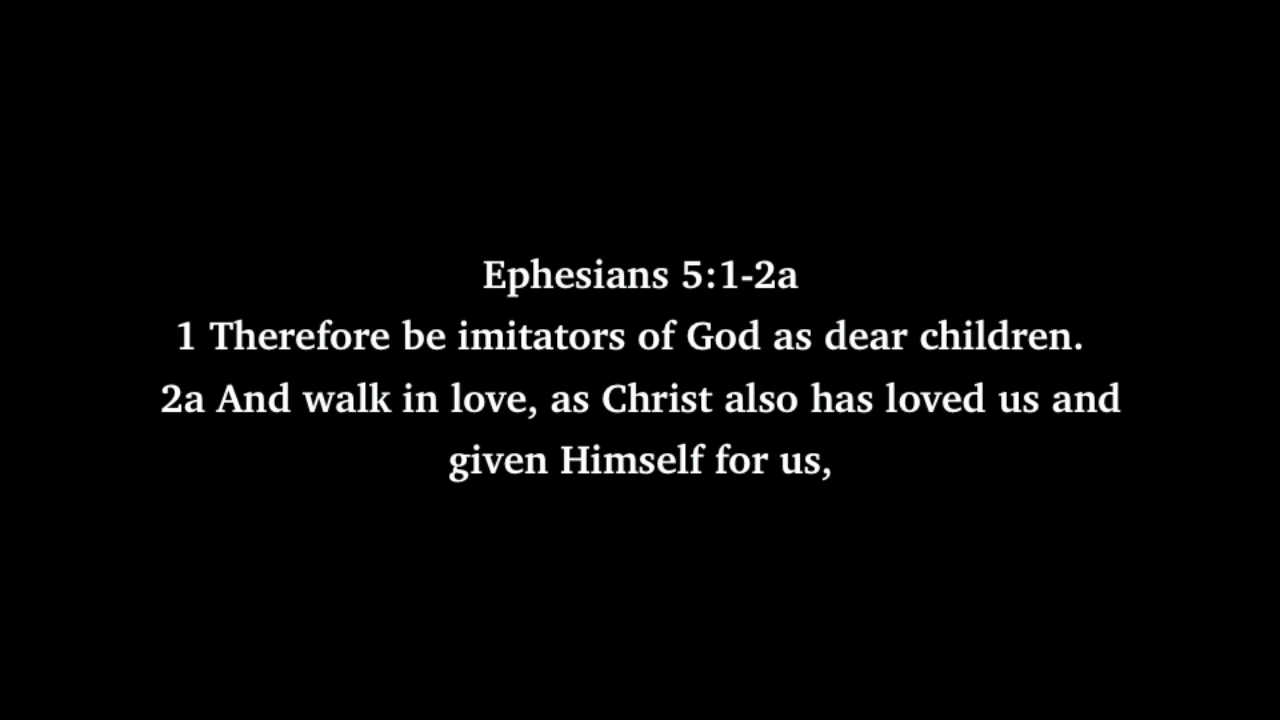 Ephesians 5:1-2a
1 Therefore be imitators of God as dear children.
2a And walk in love, as Christ also has loved us and
given Himself for us,